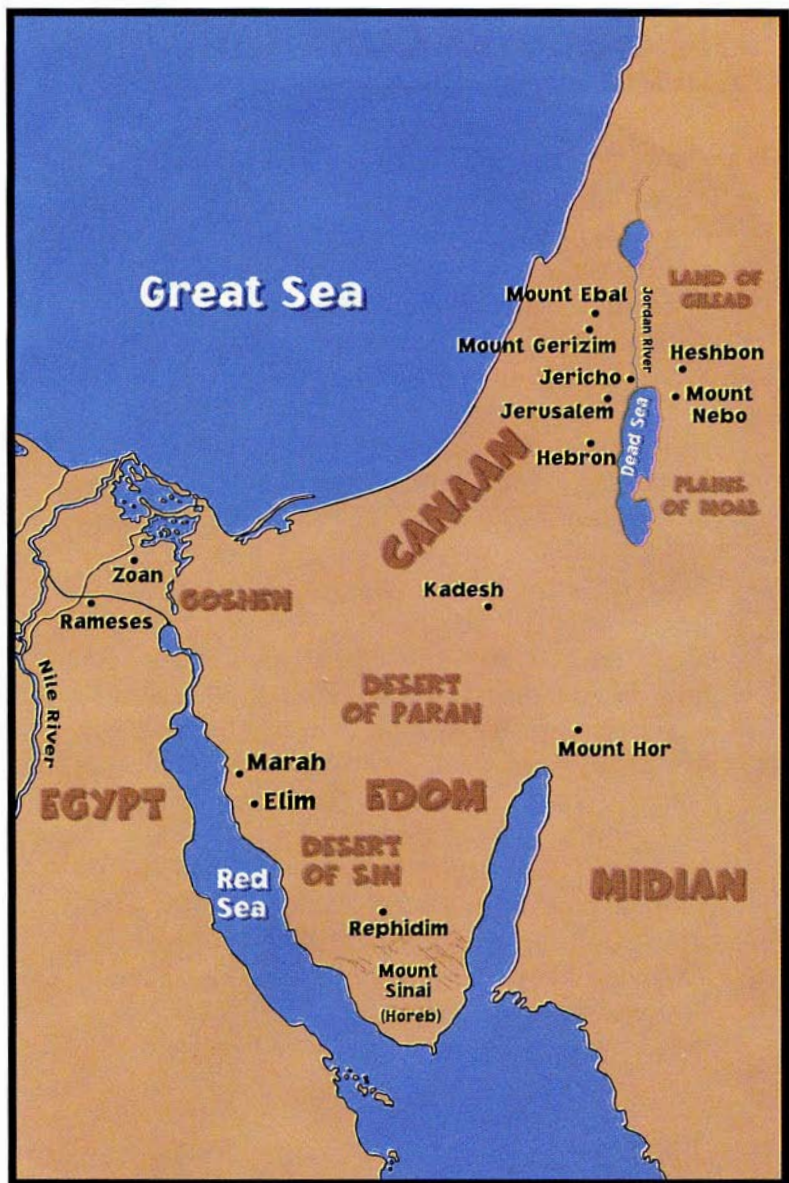 Great Sea
LAND OF
GILEAD
Mount Ebal
Jordan River
Mount Gerizim
Heshbon
Jericho
Mount
Nebo
Jerusalem
Dead Sea
Hebron
CANAAN
PLAINS
OF MOAB
Zoan
GOSHEN
Kadesh
Rameses
Nile River
DESERT
OF PARAN
Mount Hor
Marah
EGYPT
Elim
EDOM
DESERT
OF SIN
Red
Sea
MIDIAN
Rephidim
Mount
Sinai
(Horeb)